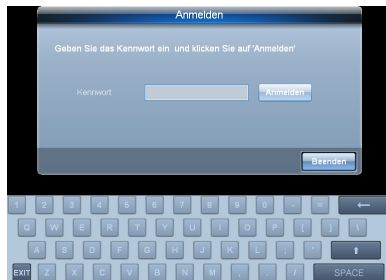 Anmelden
Geben Sie das Kennwort ein und klicken Sie auf 'Anmelden'
Kennwort
Anmelden
Beenden
1 2 3 4 5 6 7 8 9 0 - = ←
Q W E R T Y U I O P [ ] \
A S D F G H J K L ; ' ↑
EXIT Z X C V B N M , . / SPACE